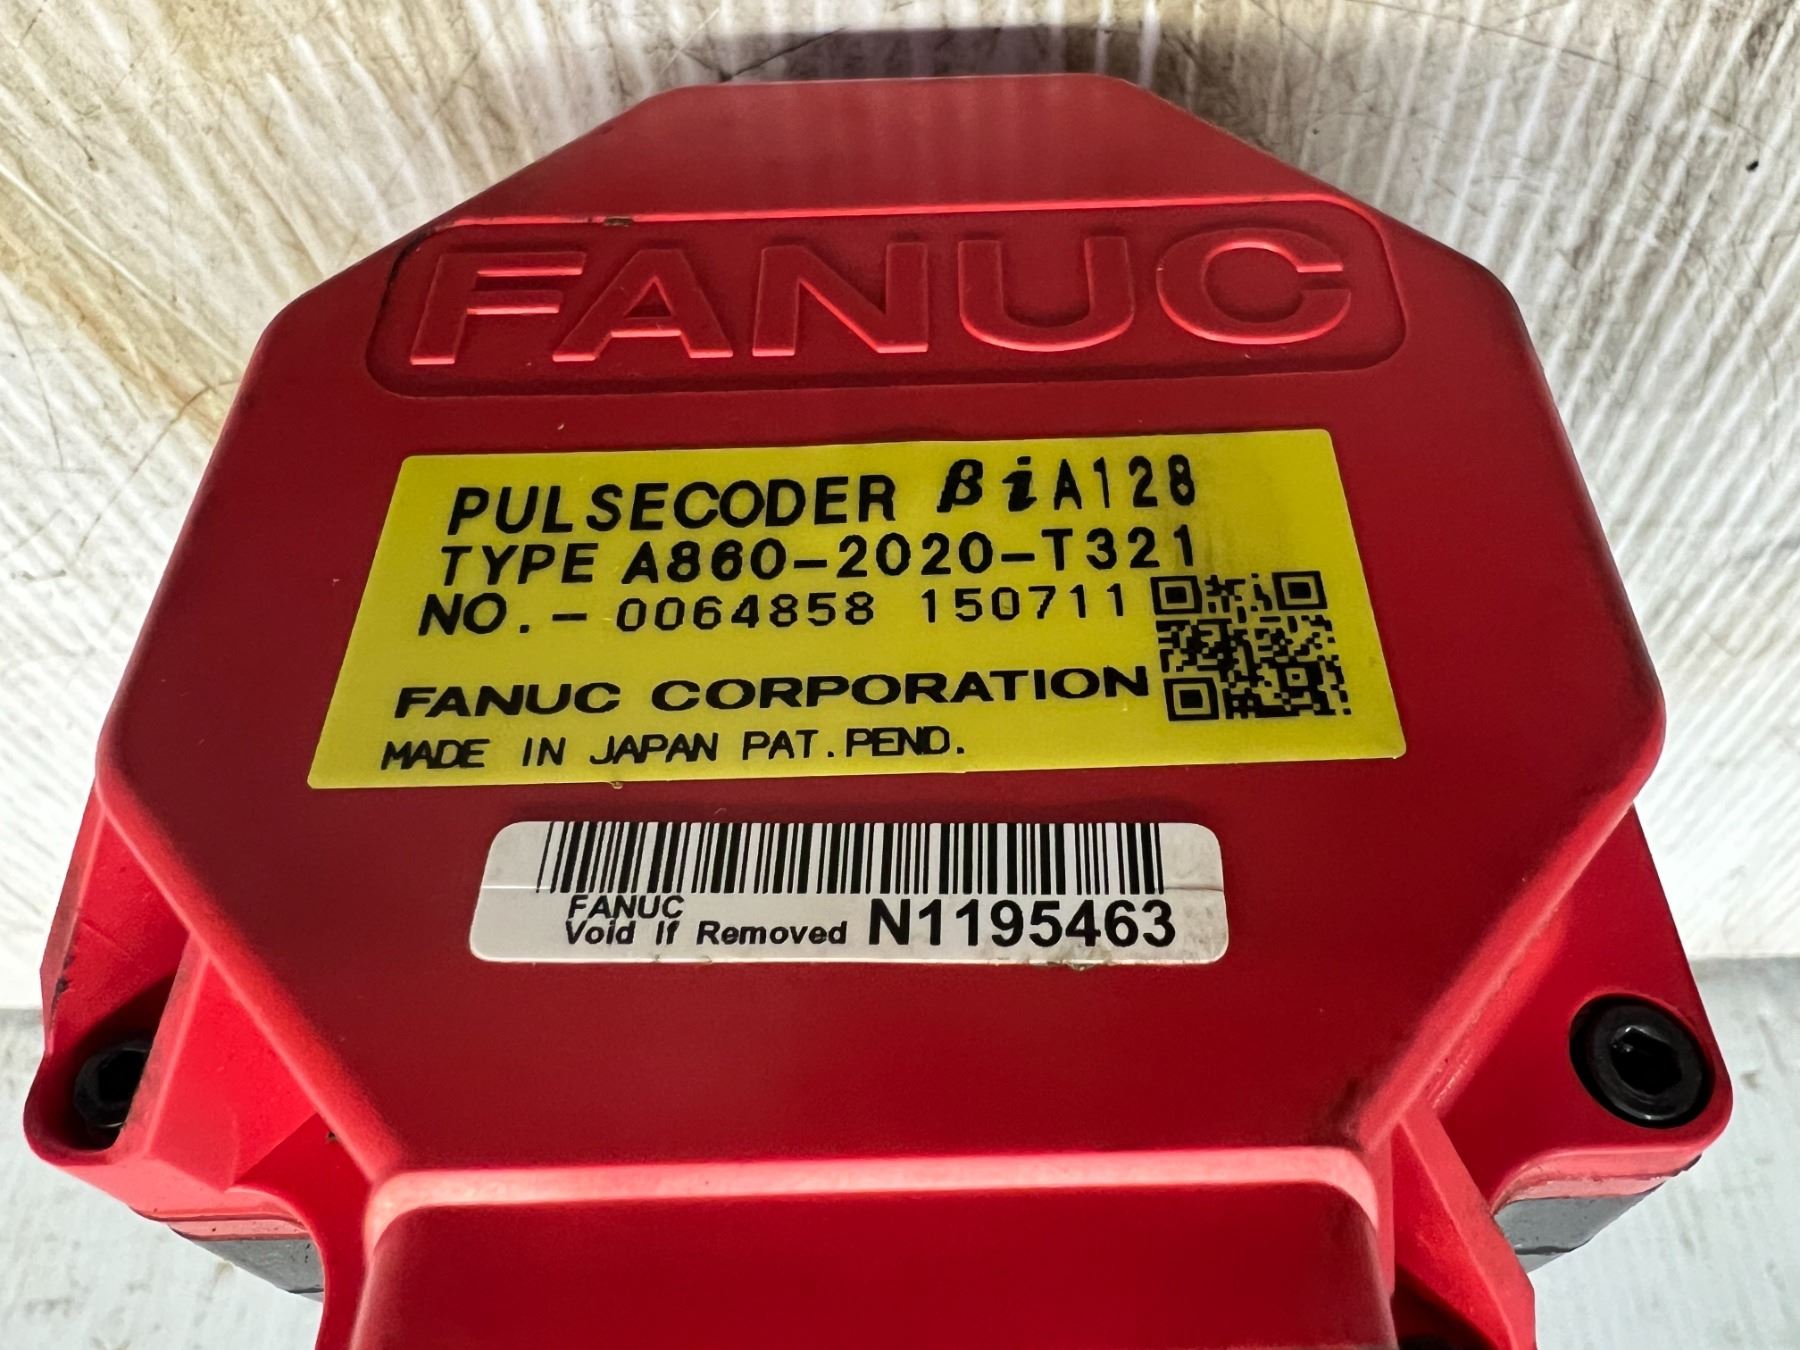 FANUC
PULSECODER βiA128
TYPE A860-2020-T321
NO.-0064858 150711
FANUC CORPORATION
MADE IN JAPAN PAT. PEND.
FANUC
Void If Removed N1195463